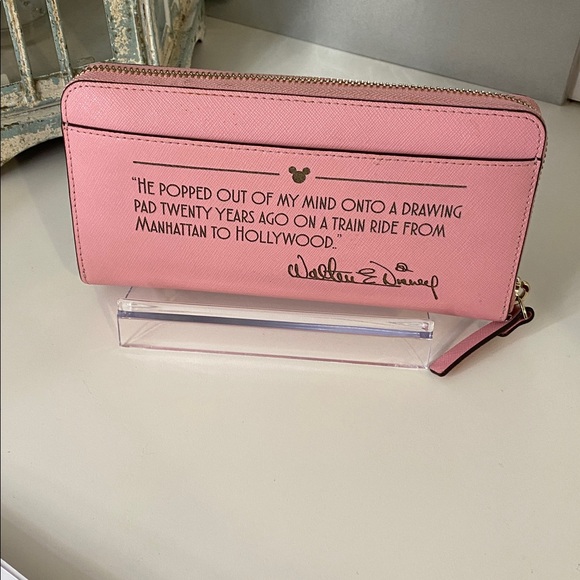 "HE POPPED OUT OF MY MIND ONTO A DRAWING
PAD TWENTY YEARS AGO ON A TRAIN RIDE FROM
MANHATTAN TO HOLLYWOOD.."
Walter E. Disney